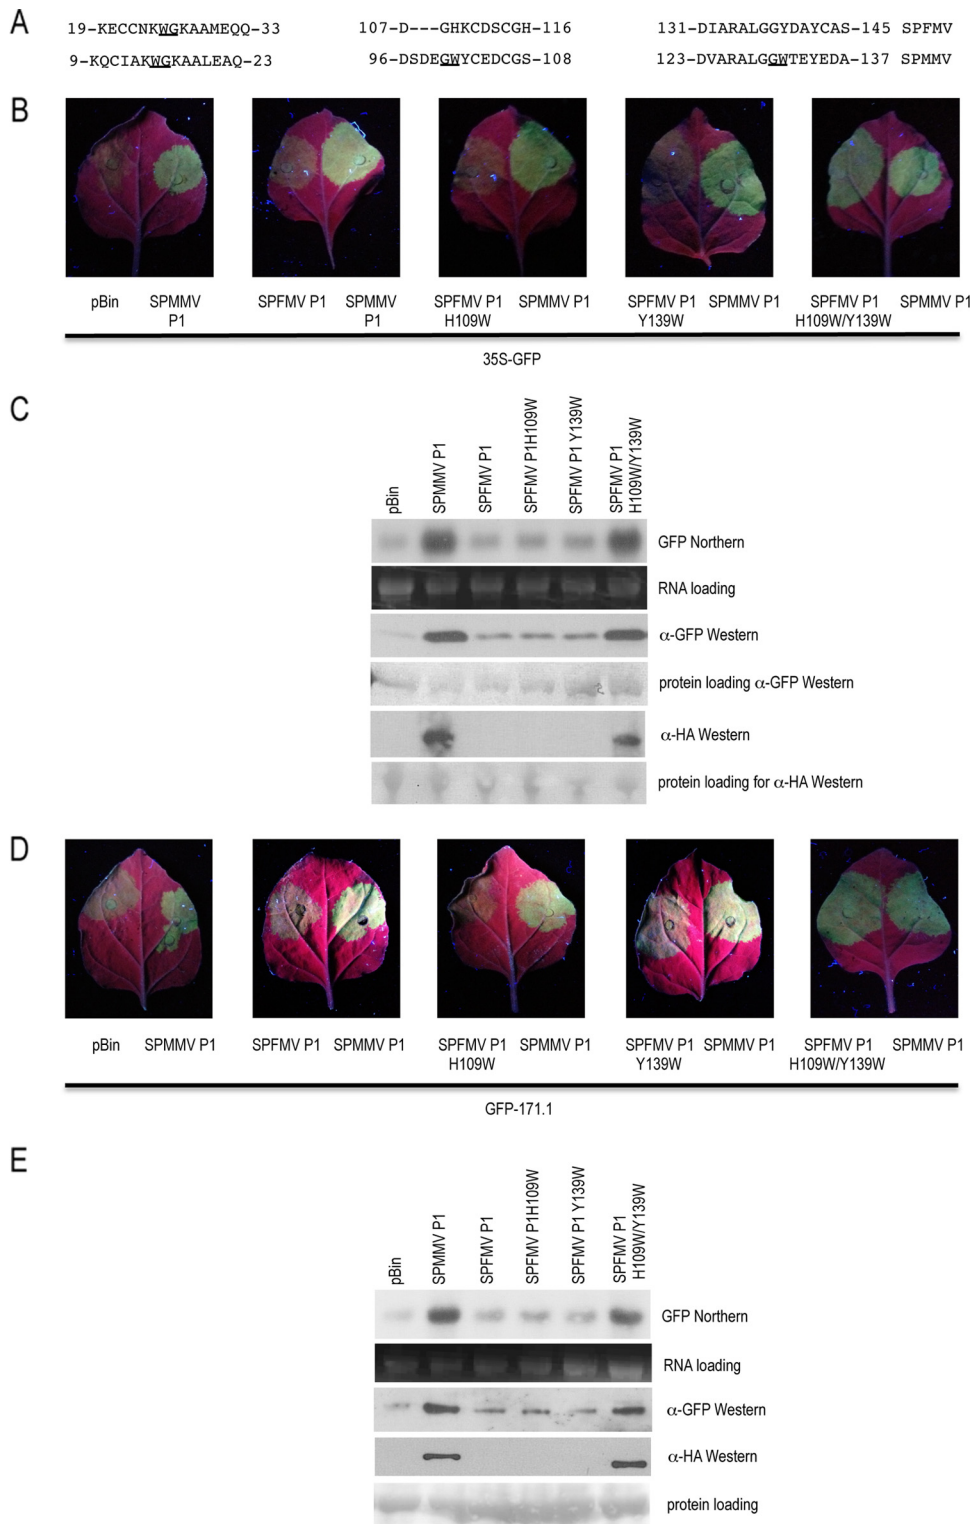 A
19-KECCNKWGKAAMEQQ-33 107-D---GHKCDSCGH-116 131-DIARALGGYDAYCAS-145 SPFMV
9-KQCIAKWGKAALEAQ-23 96-DSDEGWYCEDCGS-108 123-DVARALGGWTEYEDA-137 SPMMV
B
pBin SPMMV P1
SPFMV P1 SPMMV P1
SPFMV P1 H109W SPMMV P1
SPFMV P1 Y139W SPMMV P1
SPFMV P1 H109W/Y139W SPMMV P1
35S-GFP
C
pBin
SPMMV P1
SPFMV P1
SPFMV P1H109W
SPFMV P1 Y139W
SPFMV P1
H109W/Y139W
GFP Northern
RNA loading
α-GFP Western
protein loading α-GFP Western
α-HA Western
protein loading for α-HA Western
D
pBin SPMMV P1
SPFMV P1 SPMMV P1
SPFMV P1 H109W SPMMV P1
SPFMV P1 Y139W SPMMV P1
SPFMV P1 H109W/Y139W SPMMV P1
GFP-171.1
E
pBin
SPMMV P1
SPFMV P1
SPFMV P1H109W
SPFMV P1 Y139W
SPFMV P1
H109W/Y139W
GFP Northern
RNA loading
α-GFP Western
α-HA Western
protein loading